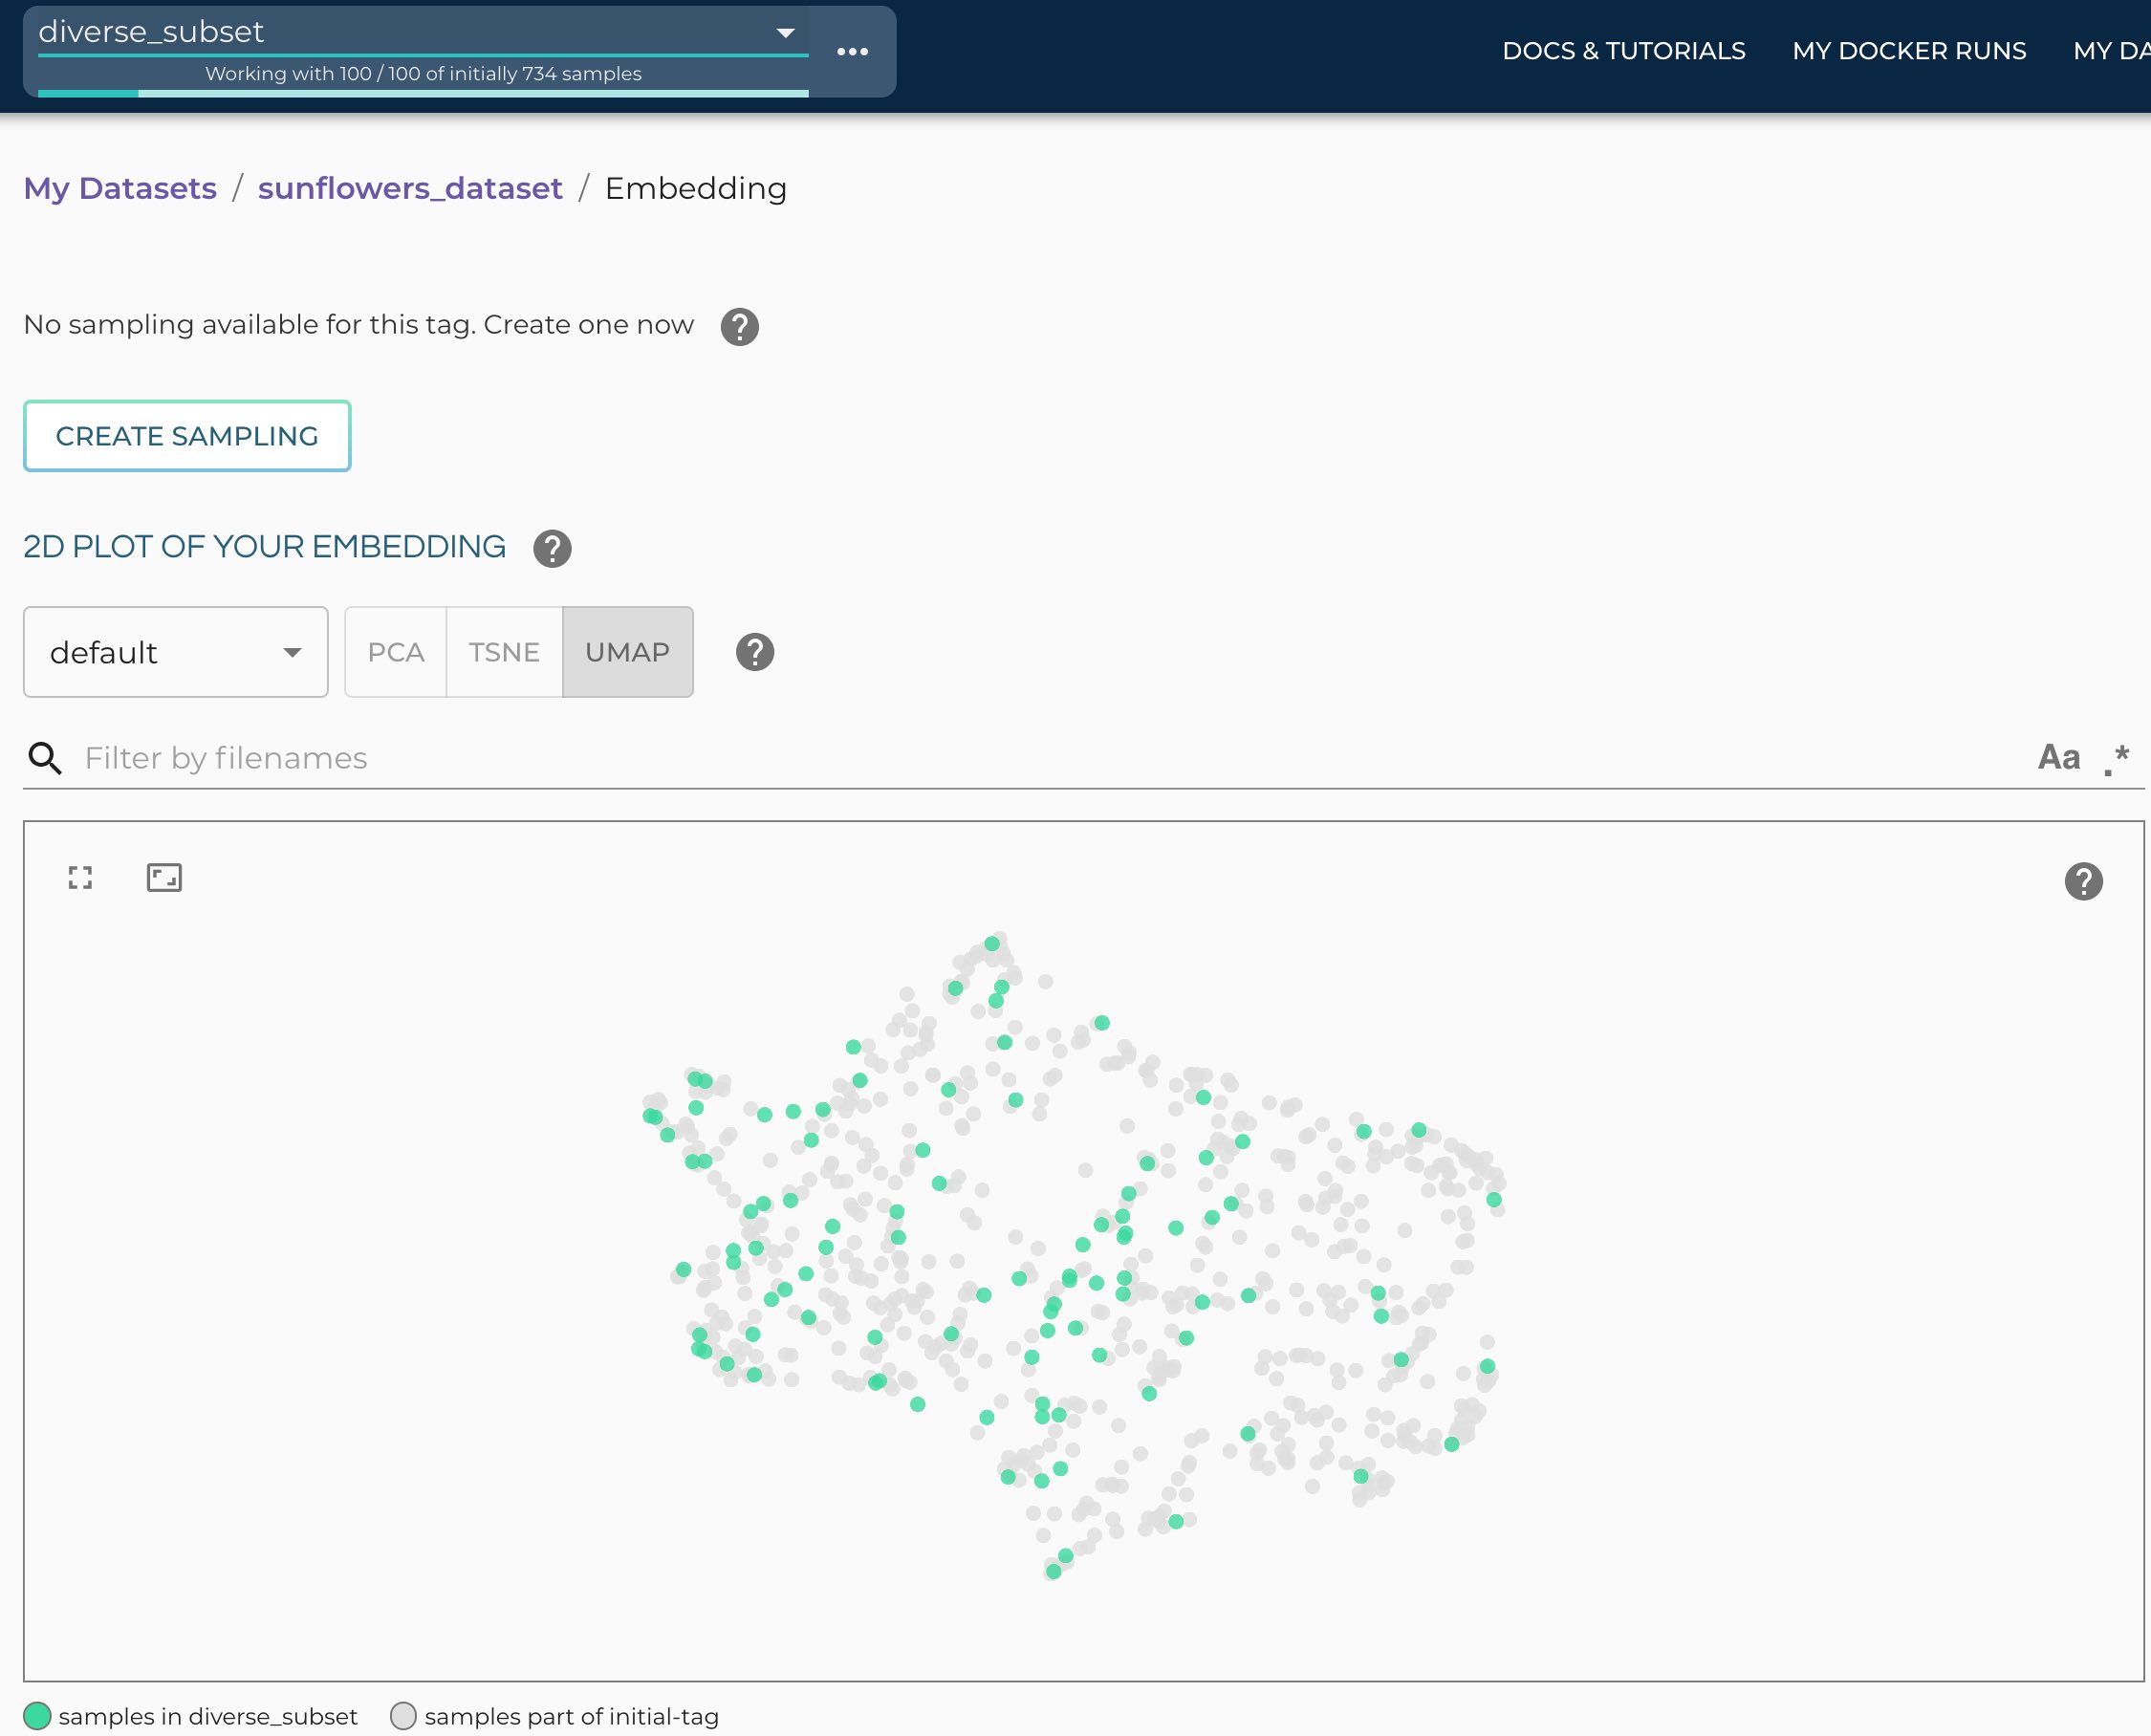 diverse_subset
Working with 100 / 100 of initially 734 samples
DOCS & TUTORIALS MY DOCKER RUNS MY DA
My Datasets / sunflowers_dataset / Embedding
No sampling available for this tag. Create one now ?
CREATE SAMPLING
2D PLOT OF YOUR EMBEDDING ?
default PCA TSNE UMAP ?
Filter by filenames Aa .*
?
samples in diverse_subset samples part of initial-tag